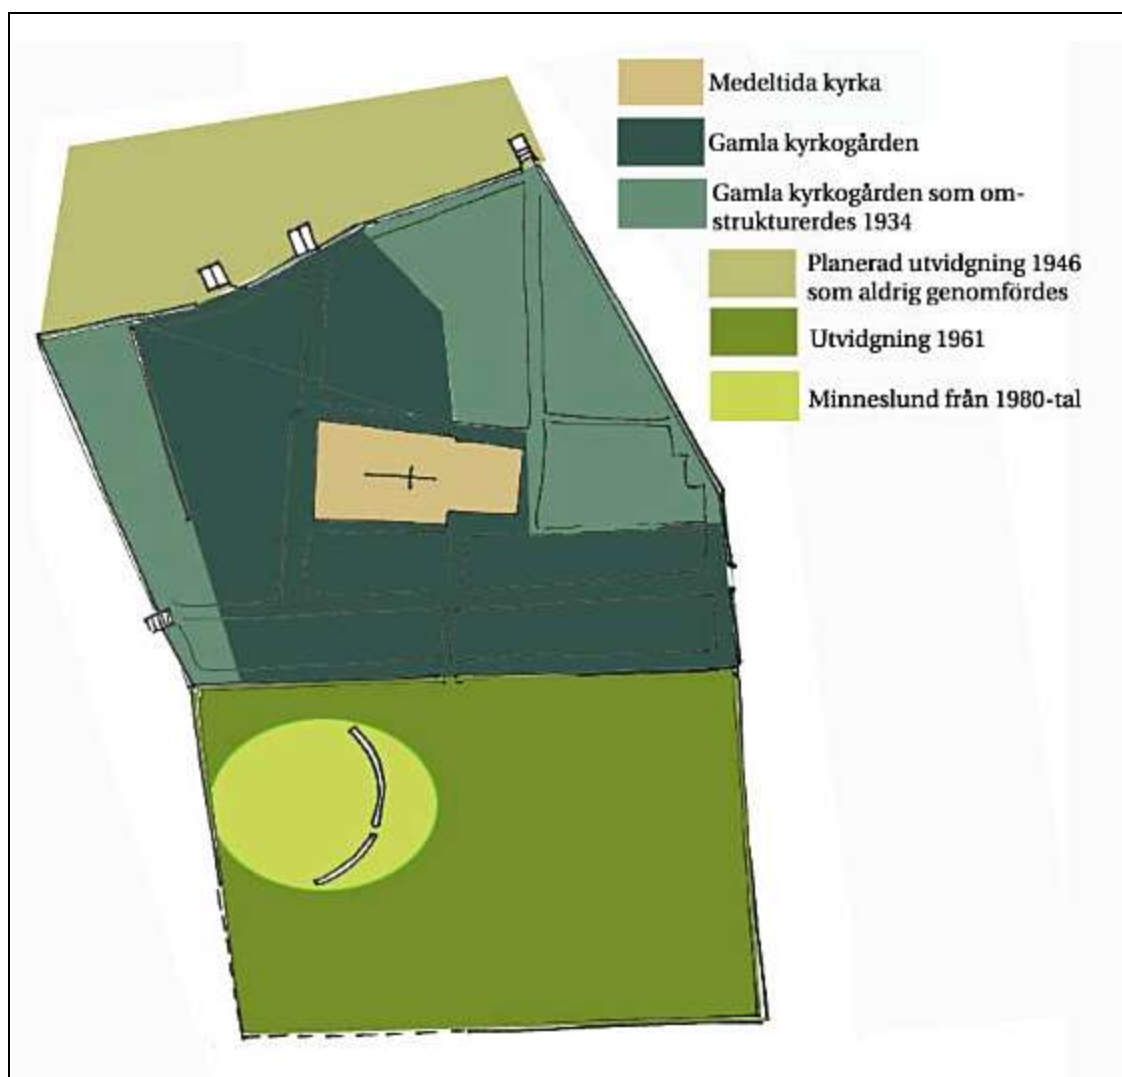 Medeltida kyrka
Gamla kyrkogården
Gamla kyrkogården som om-
strukturerdes 1934
Planerad utvidgning 1946
som aldrig genomfördes
Utvidgning 1961
Minneslund från 1980-tal